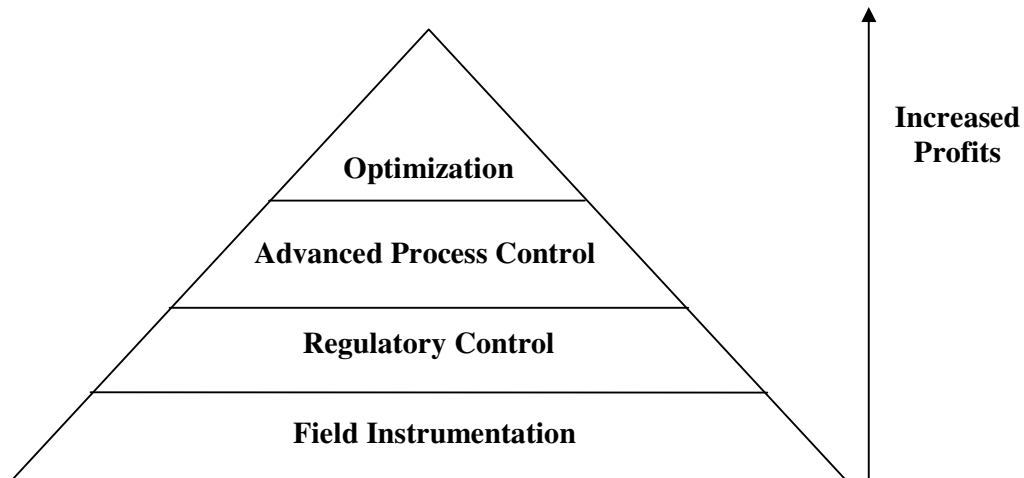 Increased
Profits
Optimization
Advanced Process Control
Regulatory Control
Field Instrumentation